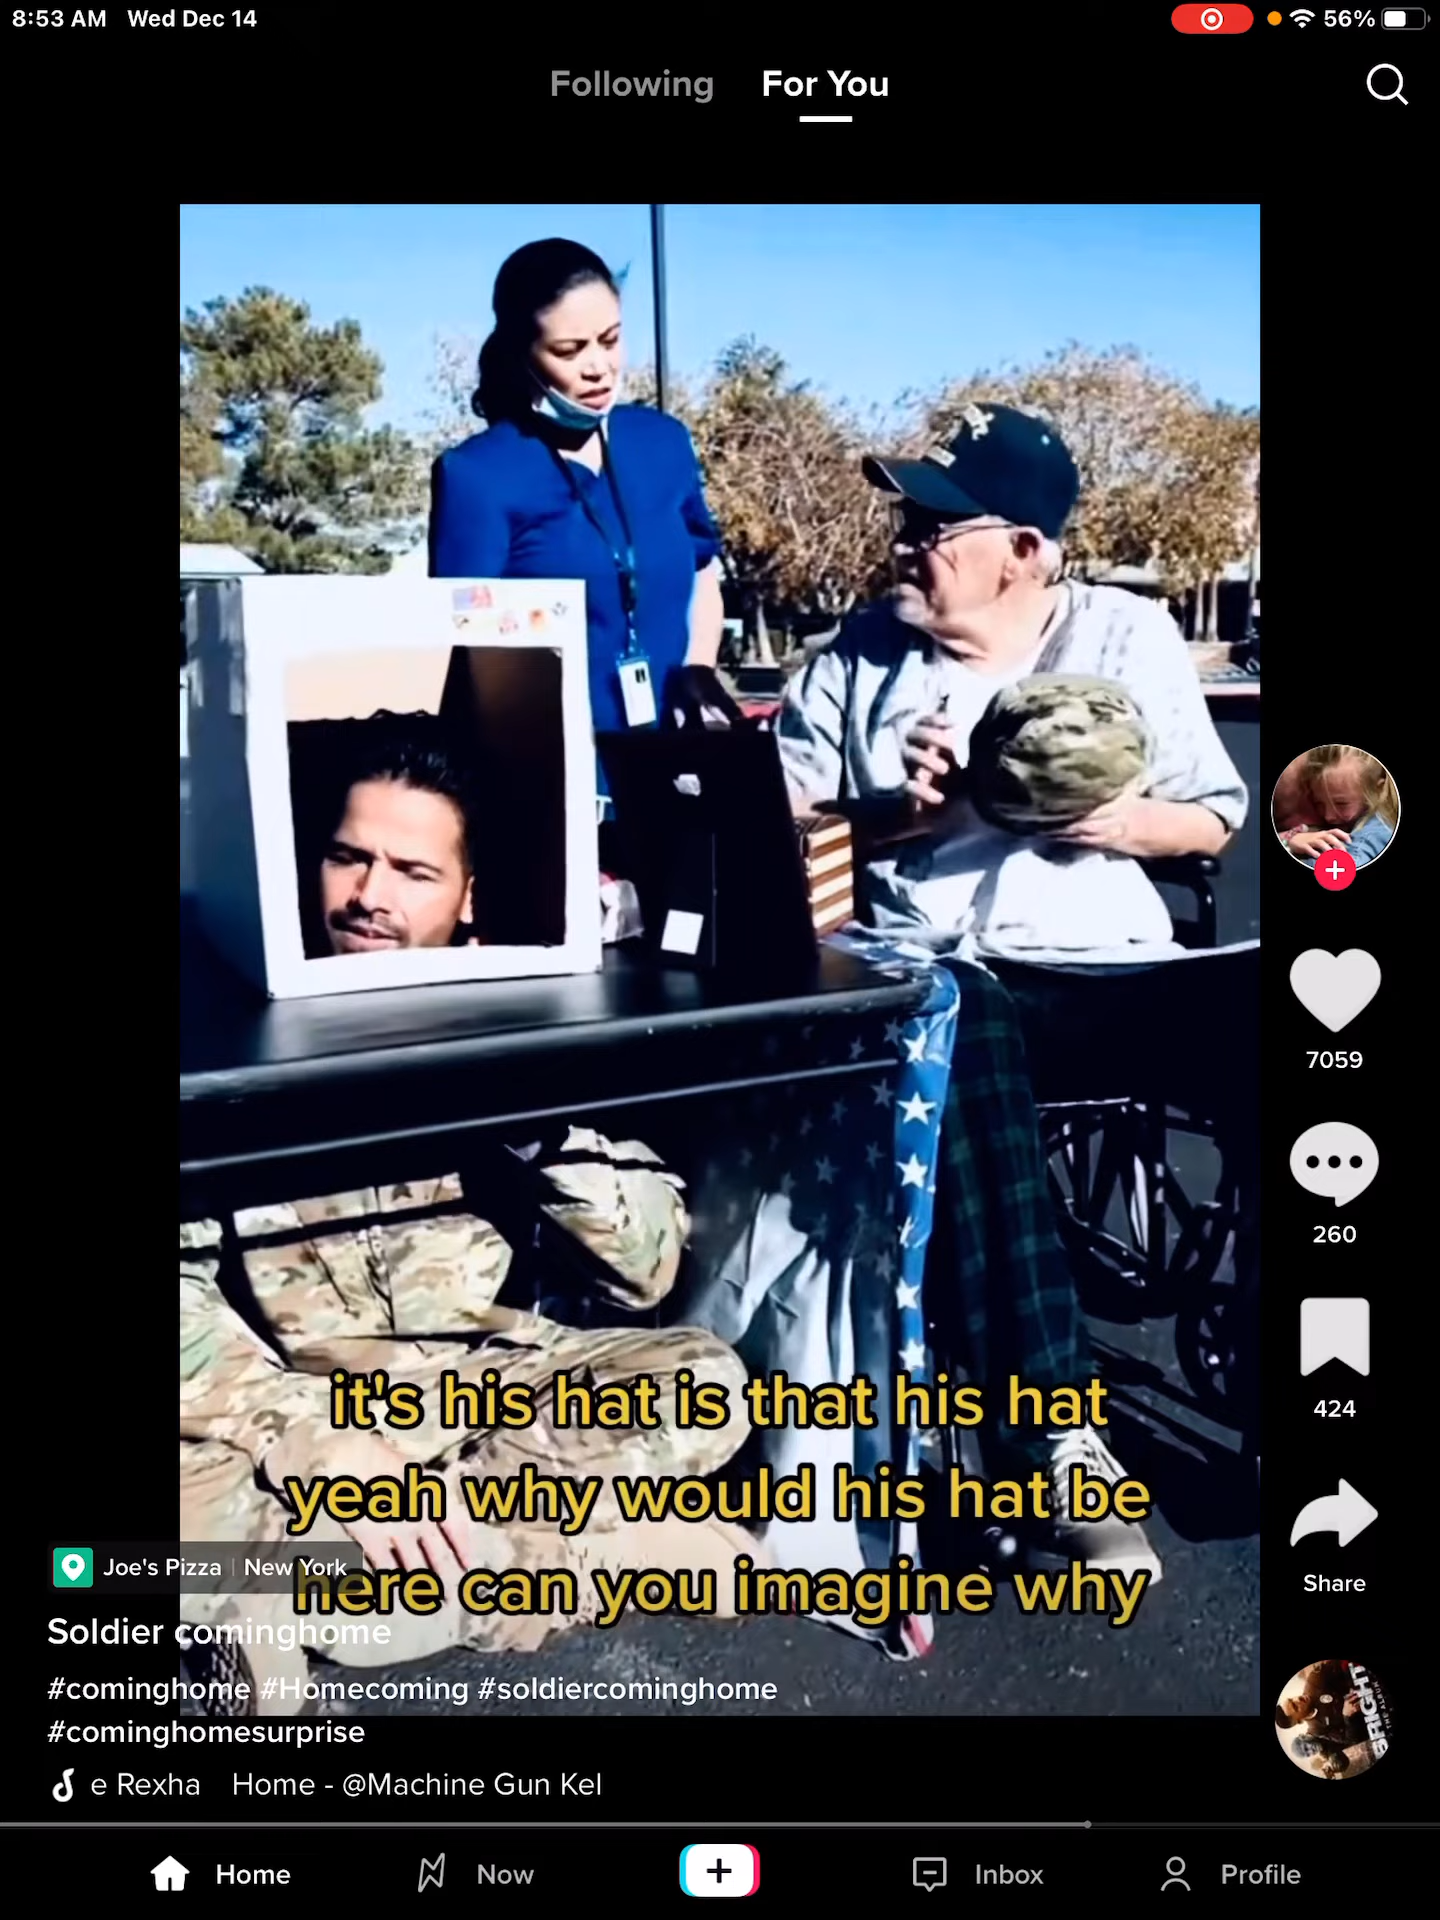 8:53 AM Wed Dec 14
56%
Following For You
7059
260
424
it's his hat is that his hat
yeah why would his hat be
here can you imagine why
Joe's Pizza | New York
Share
Soldier cominghome
#cominghome #Homecoming #soldiercominghome
#cominghomesurprise
e Rexha Home - @Machine Gun Kel
BRIGHT
Home Now Inbox Profile